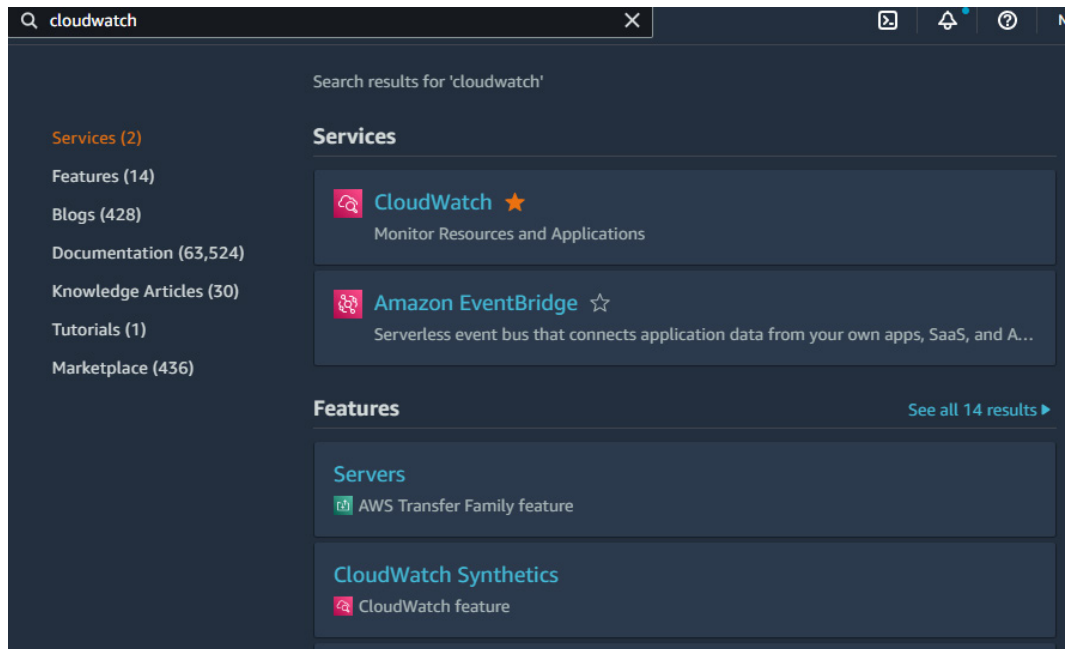 cloudwatch
Search results for 'cloudwatch'
Services (2)
Features (14)
Blogs (428)
Documentation (63,524)
Knowledge Articles (30)
Tutorials (1)
Marketplace (436)
Services
CloudWatch
Monitor Resources and Applications
Amazon EventBridge
Serverless event bus that connects application data from your own apps, SaaS, and A...
Features
See all 14 results
Servers
AWS Transfer Family feature
CloudWatch Synthetics
CloudWatch feature